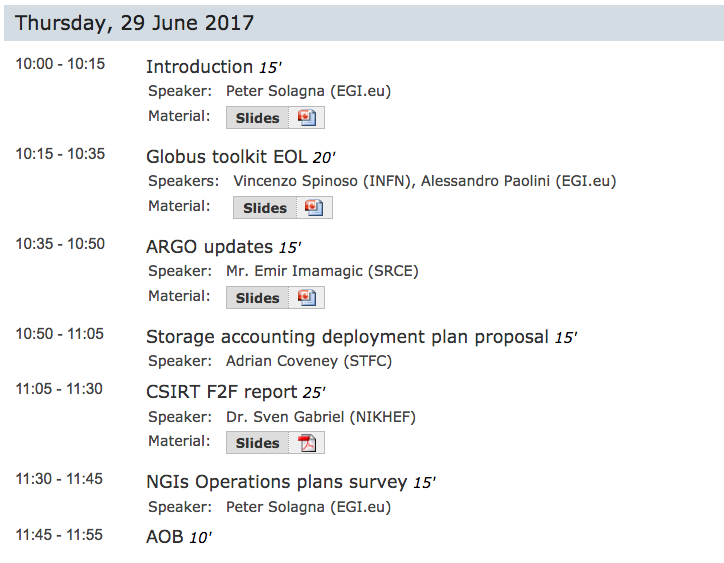 Thursday, 29 June 2017
10:00 - 10:15 Introduction 15'
Speaker: Peter Solagna (EGI.eu)
Material: Slides
10:15 - 10:35 Globus toolkit EOL 20'
Speakers: Vincenzo Spinoso (INFN), Alessandro Paolini (EGI.eu)
Material: Slides
10:35 - 10:50 ARGO updates 15'
Speaker: Mr. Emir Imamagic (SRCE)
Material: Slides
10:50 - 11:05 Storage accounting deployment plan proposal 15'
Speaker: Adrian Coveney (STFC)
11:05 - 11:30 CSIRT F2F report 25'
Speaker: Dr. Sven Gabriel (NIKHEF)
Material: Slides
11:30 - 11:45 NGIs Operations plans survey 15'
Speaker: Peter Solagna (EGI.eu)
11:45 - 11:55 AOB 10'